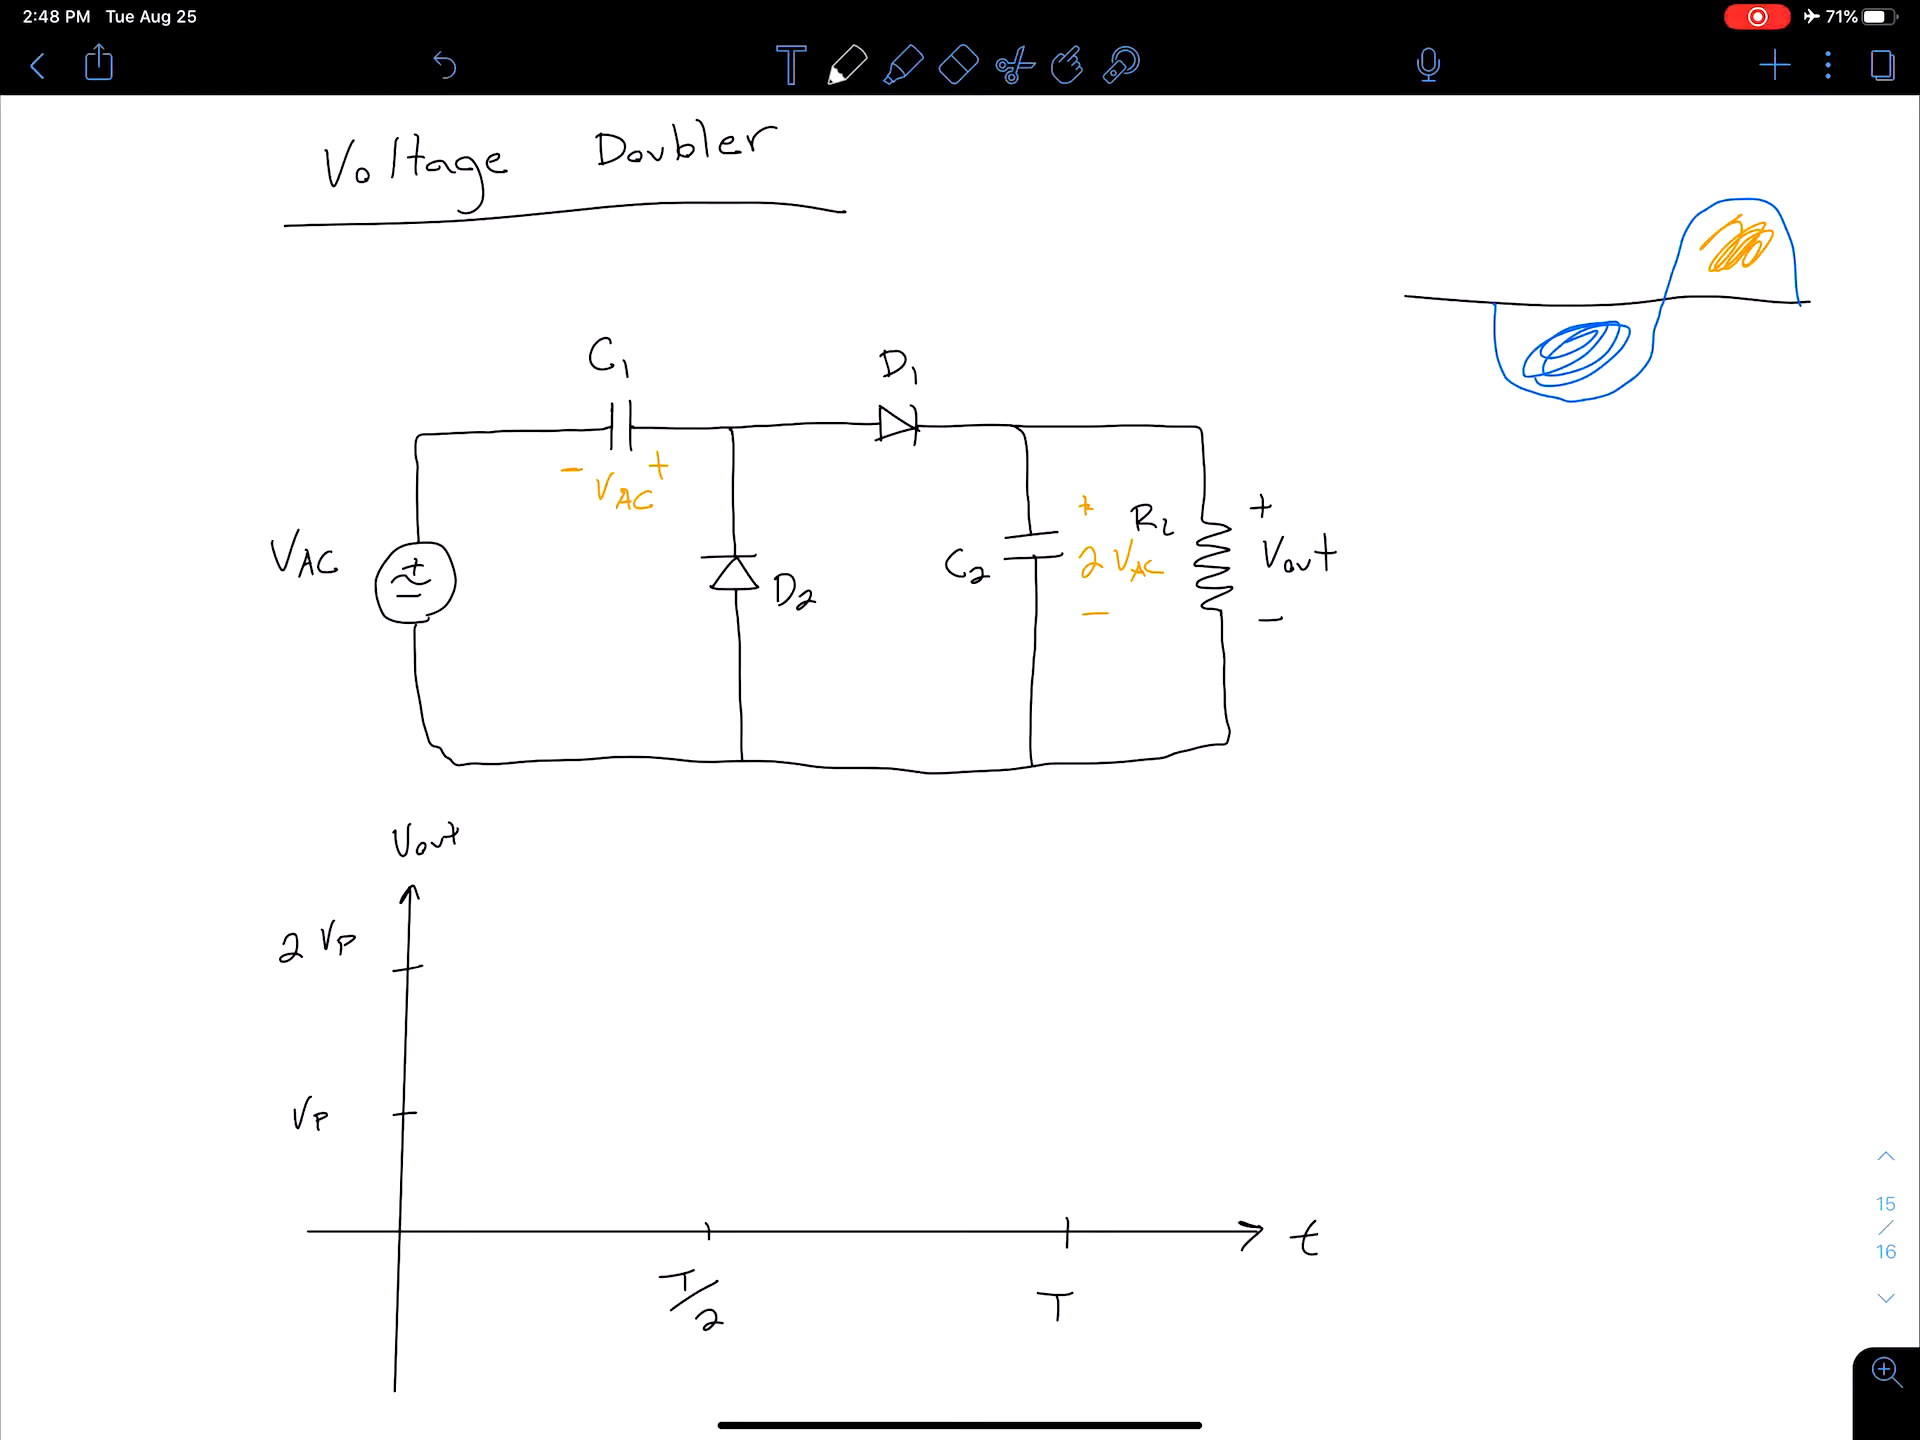 2:48 PM Tue Aug 25
71%
Voltage Doubler
C1
D1
- VAC +
VAC
+
-
D2
C2
+
2 VAC
-
RL
+
Vout
-
Vout
2 VP
VP
t
T/2
T
15
/
16